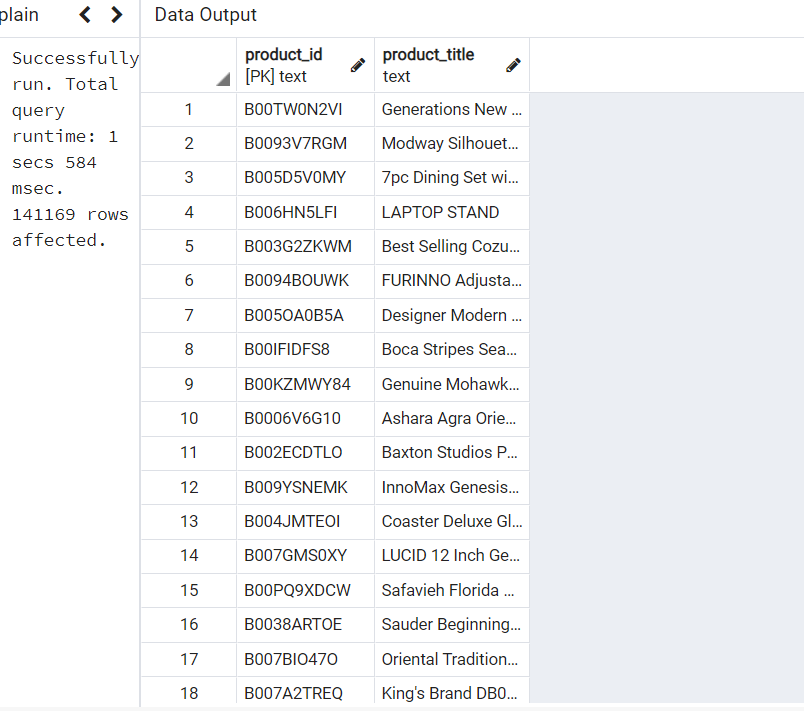 plain
Data Output
Successfully
run. Total
query
runtime: 1
secs 584
msec.
141169 rows
affected.
product_id product_title
[PK] text text
1 B00TW0N2VI Generations New ...
2 B0093V7RGM Modway Silhouet...
3 B005D5V0MY 7pc Dining Set wi...
4 B006HN5LFI LAPTOP STAND
5 B003G2ZKWM Best Selling Cozu...
6 B0094BOUWK FURINNO Adjusta...
7 B005OA0B5A Designer Modern ...
8 B00IFIDFS8 Boca Stripes Sea...
9 B00KZMWY84 Genuine Mohawk...
10 B0006V6G10 Ashara Agra Orie...
11 B002ECDTLO Baxton Studios P...
12 B009YSNEMK InnoMax Genesis...
13 B004JMTEOI Coaster Deluxe Gl...
14 B007GMS0XY LUCID 12 Inch Ge...
15 B00PQ9XDCW Safavieh Florida ...
16 B0038ARTOE Sauder Beginning...
17 B007BIO47O Oriental Tradition...
18 B007A2TREQ King's Brand DB0...